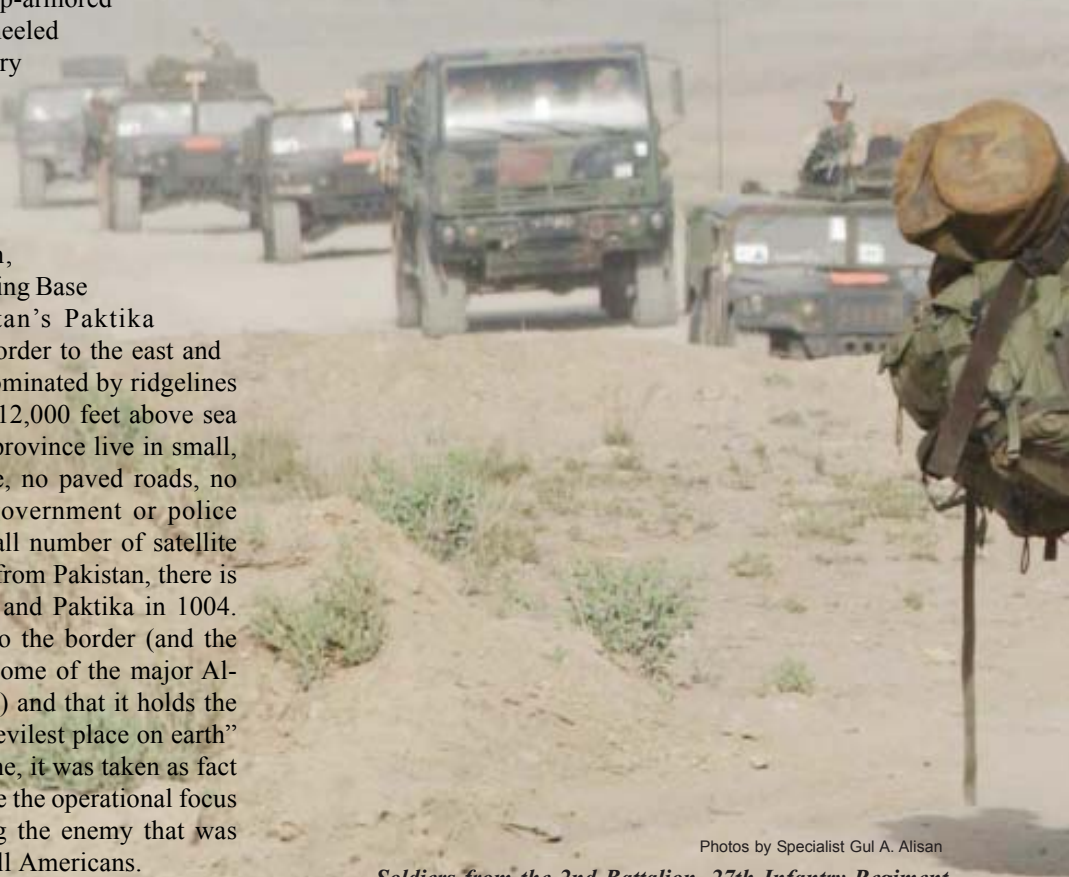 p-armored
eeled
ry
n,
ing Base
tan's Paktika
order to the east and
ominated by ridgelines
12,000 feet above sea
province live in small,
e, no paved roads, no
overnment or police
all number of satellite
from Pakistan, there is
and Paktika in 1004.
o the border (and the
ome of the major Al-
) and that it holds the
evilest place on earth”
ne, it was taken as fact
e the operational focus
g the enemy that was
ll Americans.
Photos by Specialist Gul A. Alisan
Soldiers from the 2nd Battalion, 27th Infantry Regiment